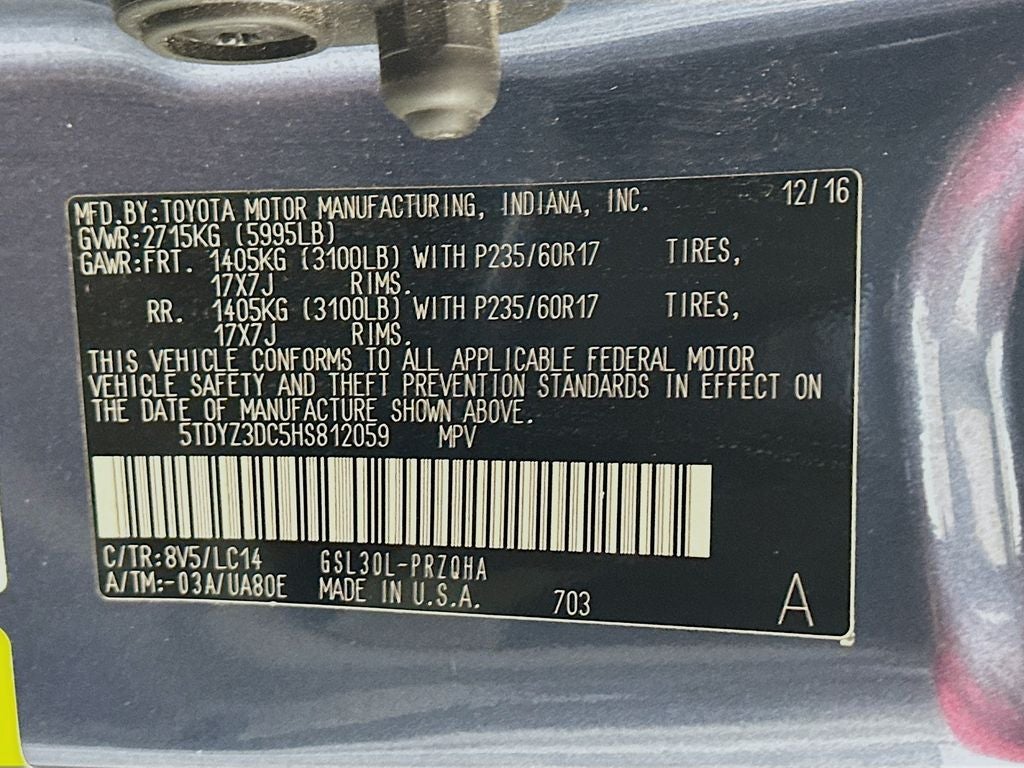 MFD.BY:TOYOTA MOTOR MANUFACTURING, INDIANA, INC. 12/16
GVWR:2715KG (5995LB)
GAWR:FRT. 1405KG (3100LB) WITH P235/60R17 TIRES,
17X7J RIMS.
RR. 1405KG (3100LB) WITH P235/60R17 TIRES,
17X7J RIMS.
THIS VEHICLE CONFORMS TO ALL APPLICABLE FEDERAL MOTOR
VEHICLE SAFETY AND THEFT PREVENTION STANDARDS IN EFFECT ON
THE DATE OF MANUFACTURE SHOWN ABOVE.
5TDYZ3DC5HS812059 MPV
C/TR:8V5/LC14 GSL30L-PRZQHA
A/TM:-03A/UA80E MADE IN U.S.A. 703 A